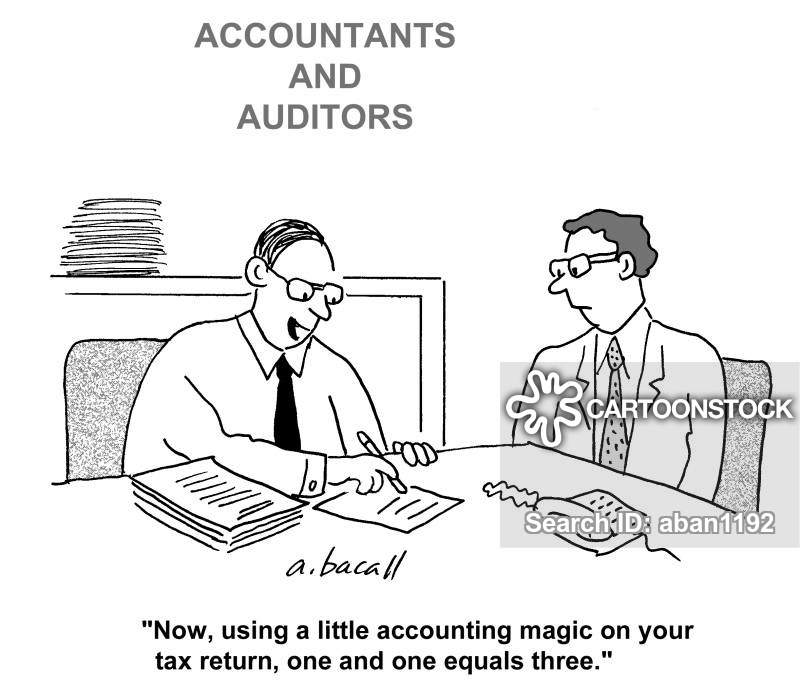 ACCOUNTANTS
AND
AUDITORS
CARTOONSTOCK
Search ID: aban1192
a. bacall
"Now, using a little accounting magic on your
tax return, one and one equals three."